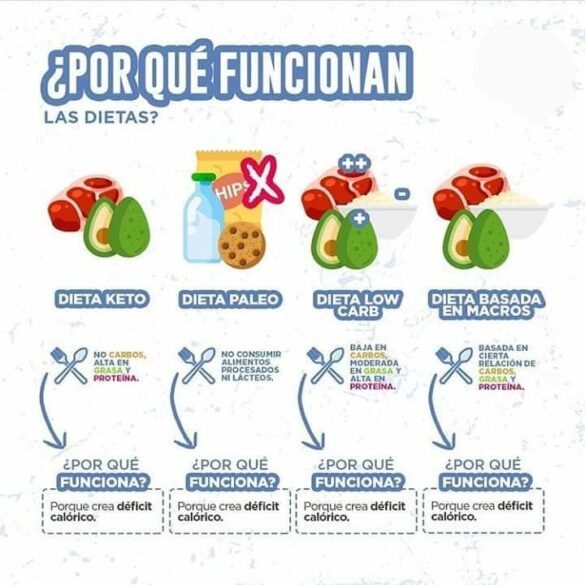 ¿POR QUÉ FUNCIONAN
LAS DIETAS?
HIPS
X
++
-
+
DIETA KETO
DIETA PALEO
DIETA LOW
CARB
DIETA BASADA
EN MACROS
NO CARBOS,
ALTA EN
GRASA Y
PROTEÍNA.
NO CONSUMIR
ALIMENTOS
PROCESADOS
NI LÁCTEOS.
BAJA EN
CARBOS,
MODERADA
EN GRASA Y
ALTA EN
PROTEÍNA.
BASADA EN
CIERTA
RELACIÓN DE
CARBOS,
GRASA Y
PROTEÍNA.
¿POR QUÉ
FUNCIONA?
Porque crea déficit
calórico.
¿POR QUÉ
FUNCIONA?
Porque crea déficit
calórico.
¿POR QUÉ
FUNCIONA?
Porque crea déficit
calórico.
¿POR QUÉ
FUNCIONA?
Porque crea déficit
calórico.